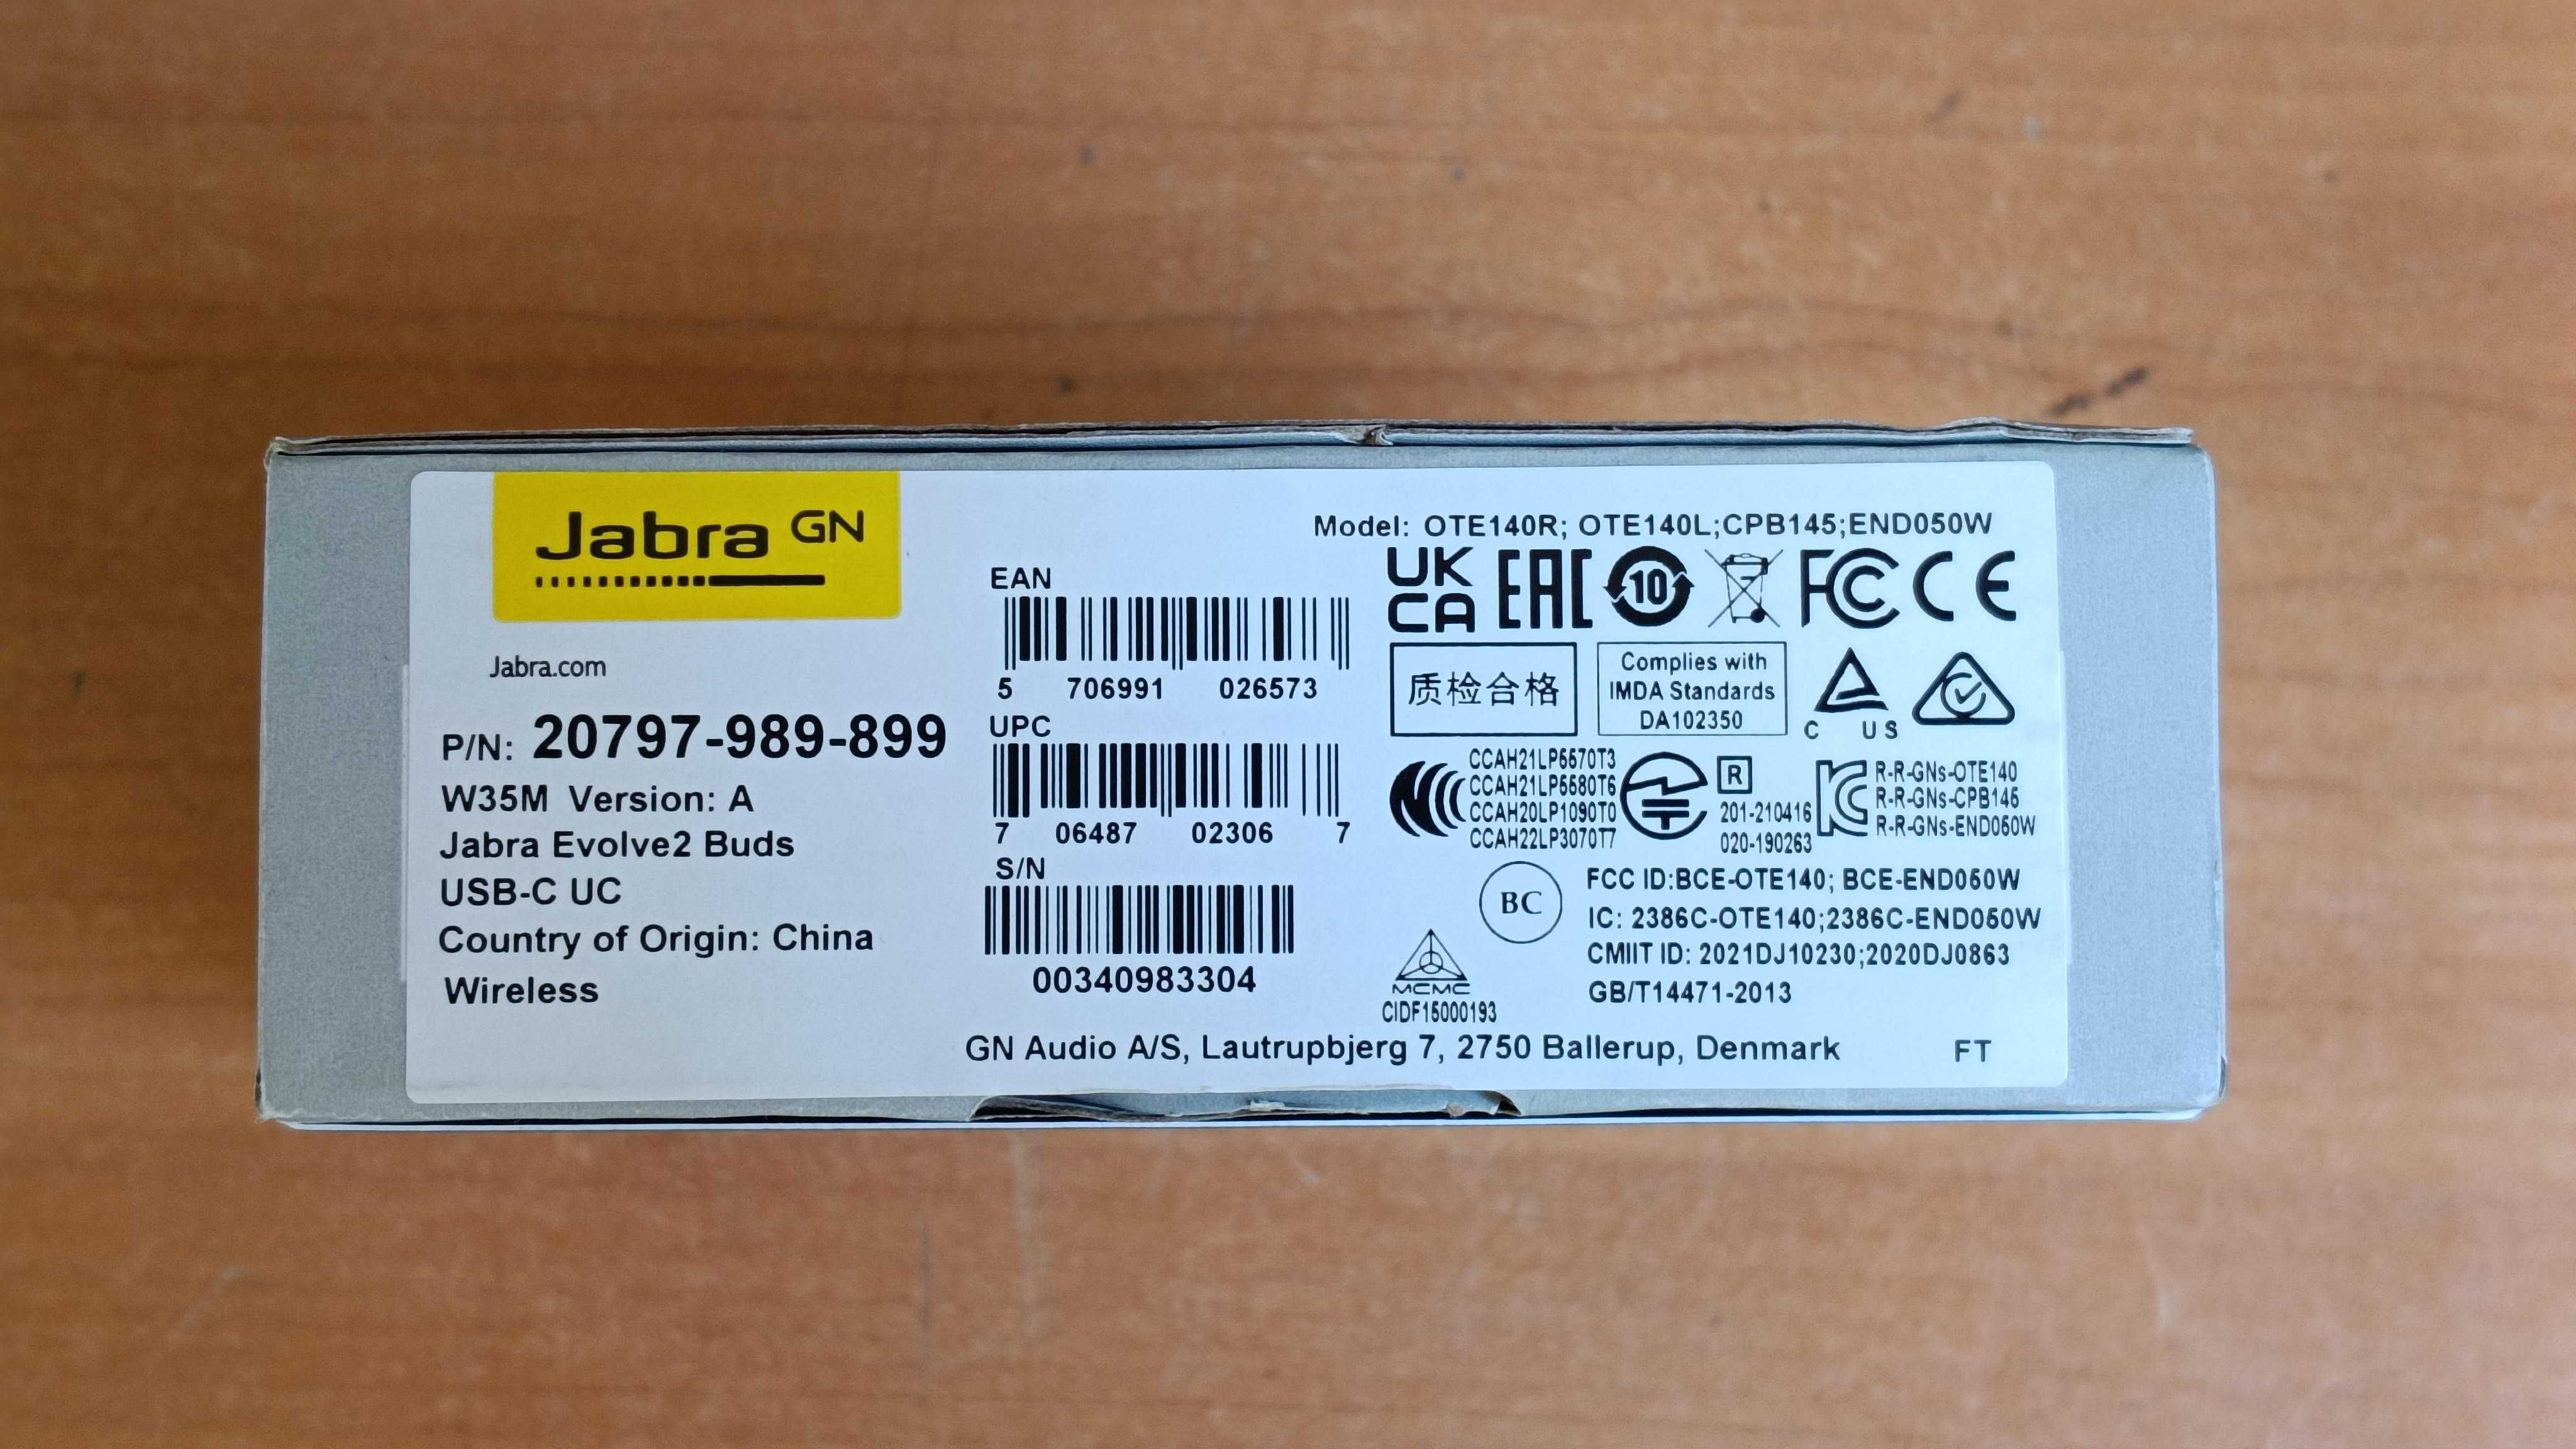 Jabra GN
Jabra.com
P/N: 20797-989-899
W35M Version: A
Jabra Evolve2 Buds
USB-C UC
Country of Origin: China
Wireless
EAN
5 706991 026573
UPC
7 06487 02306 7
S/N
00340983304
Model: OTE140R; OTE140L;CPB145;END050W
UK
CA
EAC
10
FC
CE
质检合格
Complies with
IMDA Standards
DA102350
C US
CCAH21LP5570T3
CCAH21LP5580T6
CCAH20LP1090T0
CCAH22LP3070T7
R
201-210416
020-190263
R-R-GNs-OTE140
R-R-GNs-CPB145
R-R-GNs-END050W
BC
FCC ID:BCE-OTE140; BCE-END050W
IC: 2386C-OTE140;2386C-END050W
CMIIT ID: 2021DJ10230;2020DJ0863
GB/T14471-2013
MCMC
CIDF15000193
GN Audio A/S, Lautrupbjerg 7, 2750 Ballerup, Denmark
FT